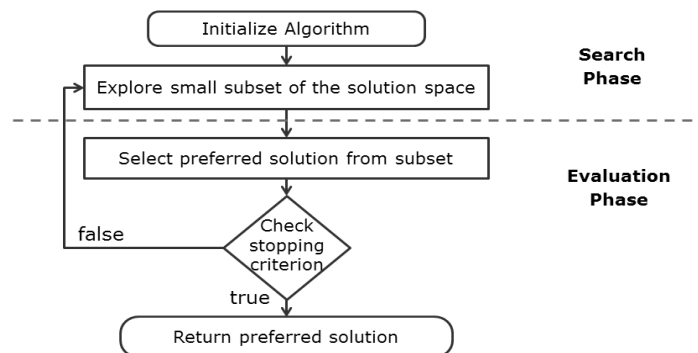 Initialize Algorithm
Search
Phase
Explore small subset of the solution space
Select preferred solution from subset
Evaluation
Phase
Check
stopping
criterion
false
true
Return preferred solution